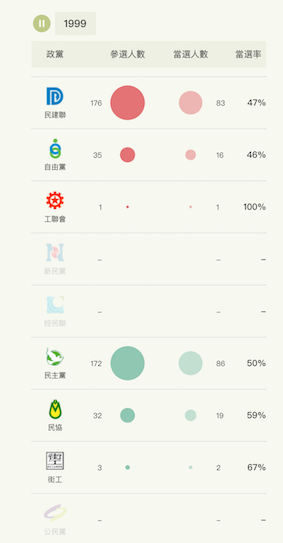 1999
政黨 參選人數 當選人數 當選率
176 83 47%
民建聯
35 16 46%
自由黨
1 1 100%
工聯會
– – –
新民黨
– – –
經民聯
172 86 50%
民主黨
32 19 59%
民協
3 2 67%
街工
– – –
公民黨